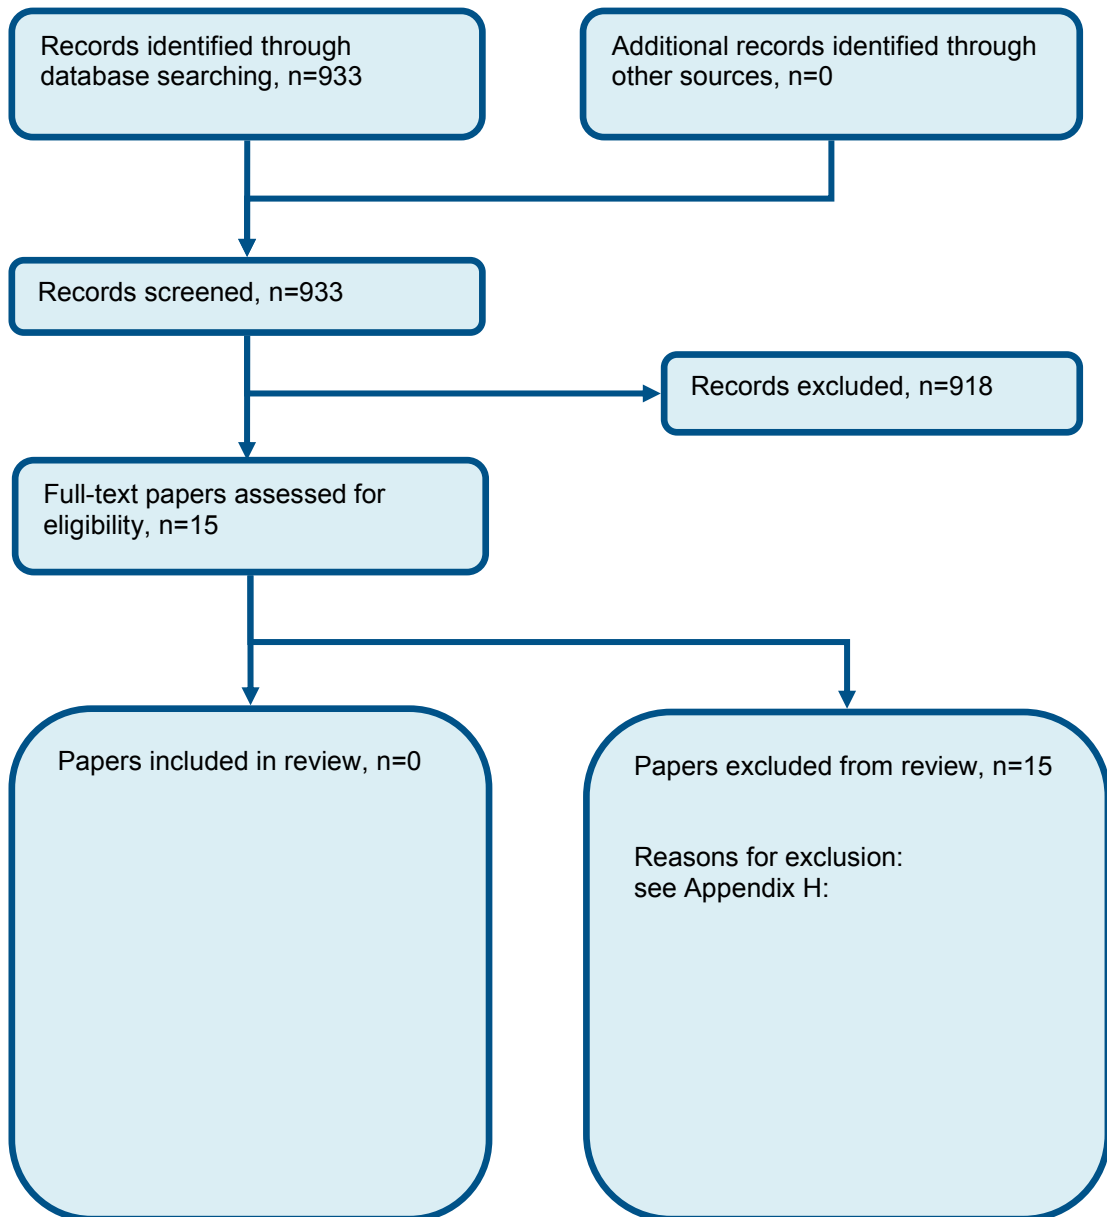 Records identified through
database searching, n=933
Additional records identified through
other sources, n=0
Records screened, n=933
Records excluded, n=918
Full-text papers assessed for
eligibility, n=15
Papers included in review, n=0
Papers excluded from review, n=15
Reasons for exclusion:
see Appendix H: